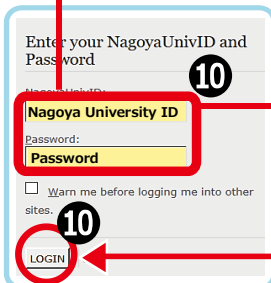 Enter your NagoyaUnivID and
Password
10
NagoyaUnivID:
Nagoya University ID
Password:
Password
Warn me before logging me into other
sites.
10
LOGIN